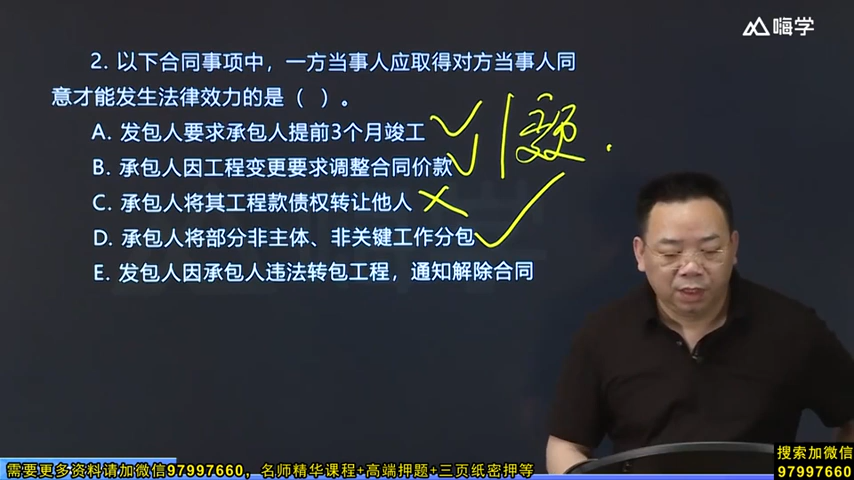 嗨学
2. 以下合同事项中，一方当事人应取得对方当事人同
意才能发生法律效力的是（ ）。
A. 发包人要求承包人提前3个月竣工
B. 承包人因工程变更要求调整合同价款
C. 承包人将其工程款债权转让他人
D. 承包人将部分非主体、非关键工作分包
E. 发包人因承包人违法转包工程，通知解除合同
需要更多资料请加微信97997660，名师精华课程+高端押题+三页纸密押等
搜索加微信
97997660